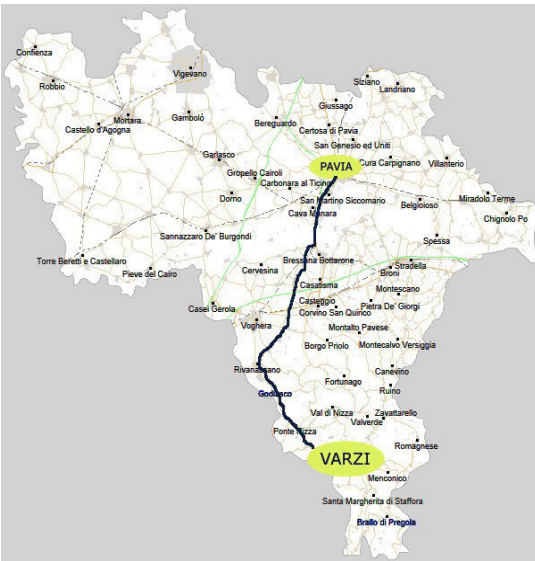 Confienza
Robbio
Vigevano
Siziano
Landriano
Giussago
Mortara
Gambolò
Bereguardo
Certosa di Pavia
Castello d'Agogna
San Genesio ed Uniti
Garlasco
PAVIA
Cura Carpignano
Villanterio
Gropello Cairoli
Carbonara al Ticino
Dorno
San Martino Siccomario
Cava Manara
Belgioioso
Miradolo Terme
Chignolo Po
Sannazzaro De' Burgondi
Spessa
Torre Beretti e Castellaro
Pieve del Cairo
Cervesina
Bressana Bottarone
Stradella
Broni
Casatisma
Montescano
Casei Gerola
Casteggio
Corvino San Quirico
Pietra De' Giorgi
Voghera
Montalto Pavese
Borgo Priolo
Montecalvo Versiggia
Rivanazzano
Canevino
Fortunago
Ruino
Godiasco
Val di Nizza
Zavattarello
Valverde
Ponte Nizza
Romagnese
VARZI
Menconico
Santa Margherita di Staffora
Brallo di Pregola